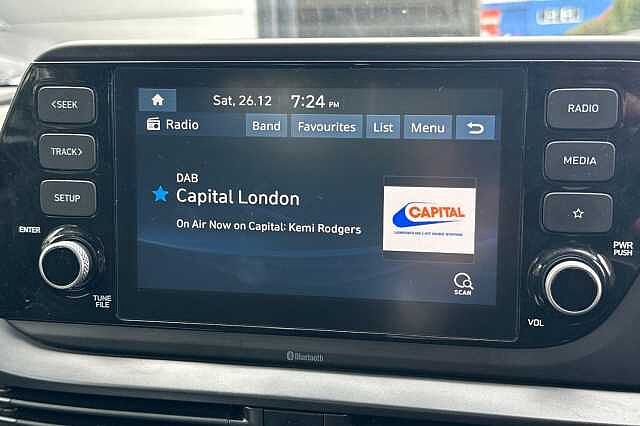 <SEEK
TRACK>
SETUP
ENTER
TUNE
FILE
Sat, 26.12 7:24 PM
Radio Band Favourites List Menu
DAB
Capital London
On Air Now on Capital: Kemi Rodgers
CAPITAL
SCAN
RADIO
MEDIA
PWR
PUSH
VOL
Bluetooth